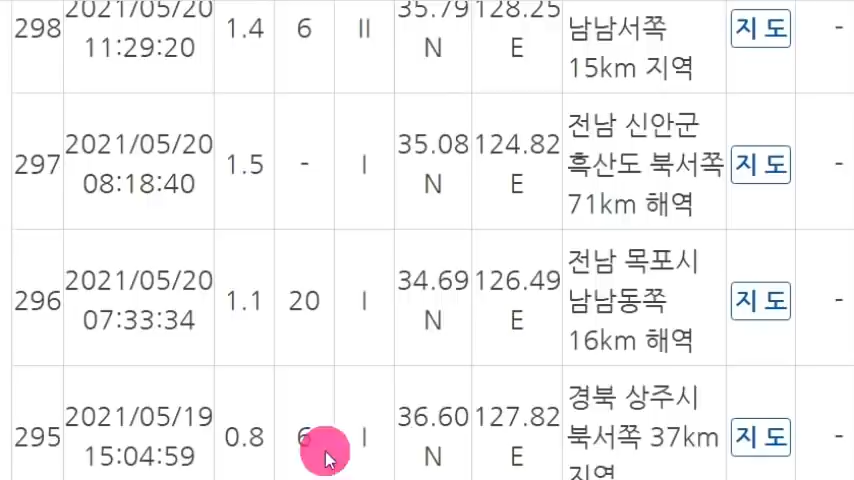 298 2021/05/20 11:29:20 1.4 6 II 35.79 N 128.25 E 남남서쪽 15km 지역 지도 -
297 2021/05/20 08:18:40 1.5 - I 35.08 N 124.82 E 전남 신안군 흑산도 북서쪽 71km 해역 지도 -
296 2021/05/20 07:33:34 1.1 20 I 34.69 N 126.49 E 전남 목포시 남남동쪽 16km 해역 지도 -
295 2021/05/19 15:04:59 0.8 6 I 36.60 N 127.82 E 경북 상주시 북서쪽 37km 지역 지도 -